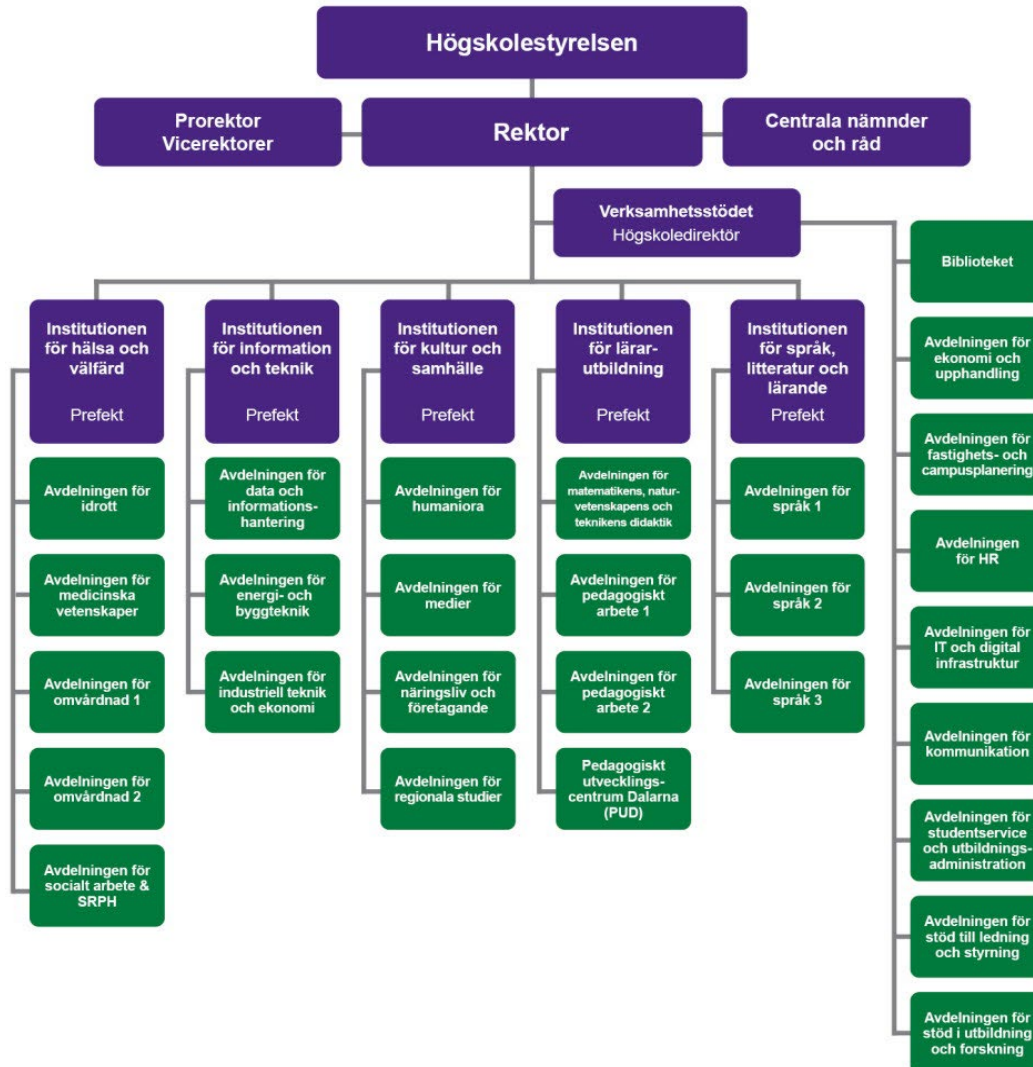 Högskolestyrelsen
Prorektor
Vicerektorer
Rektor
Centrala nämnder
och råd
Verksamhetsstödet
Högskoledirektör
Institutionen
för hälsa och
välfärd
Prefekt
Avdelningen för
idrott
Avdelningen för
medicinska
vetenskaper
Avdelningen för
omvårdnad 1
Avdelningen för
omvårdnad 2
Avdelningen för
socialt arbete &
SRPH
Institutionen
för information
och teknik
Prefekt
Avdelningen för
data och
informations-
hantering
Avdelningen för
energi- och
byggteknik
Avdelningen för
industriell teknik
och ekonomi
Institutionen
för kultur och
samhälle
Prefekt
Avdelningen för
humaniora
Avdelningen för
medier
Avdelningen för
näringsliv och
företagande
Avdelningen för
regionala studier
Institutionen
för lärar-
utbildning
Prefekt
Avdelningen för
matematikens, natur-
vetenskapens och
teknikens didaktik
Avdelningen för
pedagogiskt
arbete 1
Avdelningen för
pedagogiskt
arbete 2
Pedagogiskt
utvecklings-
centrum Dalarna
(PUD)
Institutionen
för språk,
litteratur och
lärande
Prefekt
Avdelningen för
språk 1
Avdelningen för
språk 2
Avdelningen för
språk 3
Biblioteket
Avdelningen för
ekonomi och
upphandling
Avdelningen för
fastighets- och
campusplanering
Avdelningen
för HR
Avdelningen för
IT och digital
infrastruktur
Avdelningen för
kommunikation
Avdelningen för
studentservice
och utbildnings-
administration
Avdelningen för
stöd till ledning
och styrning
Avdelningen för
stöd i utbildning
och forskning